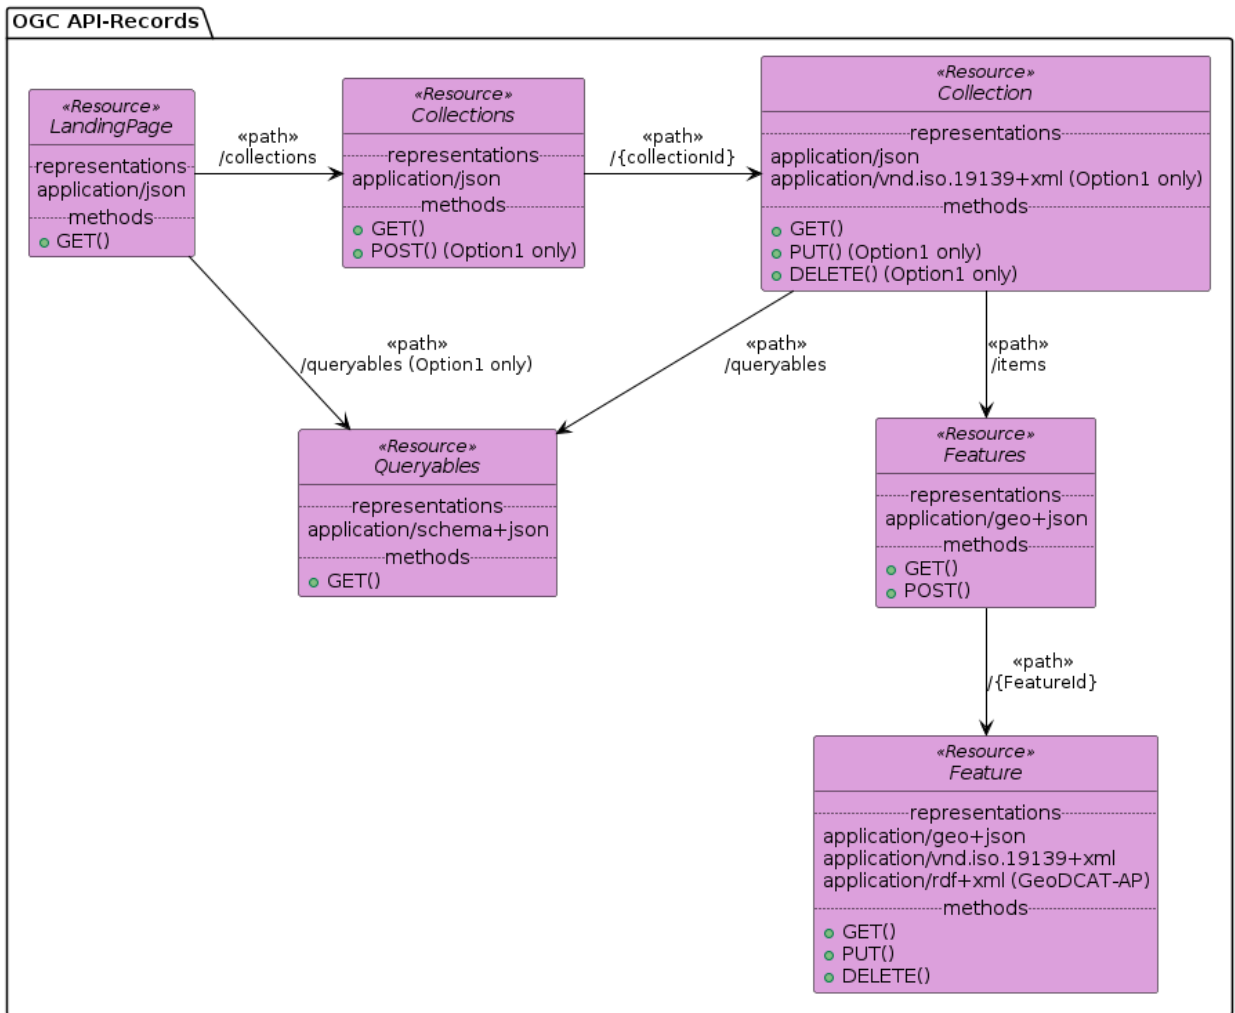 OGC API-Records
«Resource»
LandingPage
representations
application/json
methods
GET()
«path»
/collections
«Resource»
Collections
representations
application/json
methods
GET()
POST() (Option1 only)
«path»
/{collectionId}
«Resource»
Collection
representations
application/json
application/vnd.iso.19139+xml (Option1 only)
methods
GET()
PUT() (Option1 only)
DELETE() (Option1 only)
«path»
/queryables (Option1 only)
«path»
/queryables
«path»
/items
«Resource»
Queryables
representations
application/schema+json
methods
GET()
«Resource»
Features
representations
application/geo+json
methods
GET()
POST()
«path»
/{FeatureId}
«Resource»
Feature
representations
application/geo+json
application/vnd.iso.19139+xml
application/rdf+xml (GeoDCAT-AP)
methods
GET()
PUT()
DELETE()